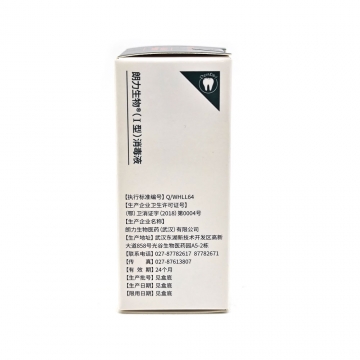 朗力生物®(Ⅰ型)消毒液
【执行标准编号】Q/WHLL64
【生产企业卫生许可证号】
(鄂)卫消证字(2018)第0004号
【生产企业名称】
朗力生物医药(武汉)有限公司
【生产地址】武汉东湖新技术开发区高新
大道858号光谷生物医药园A5-2栋
【联系电话】027-87782617 87782671
【传 真】027-87613807
【有 效 期】24个月
【生产批号】见盒底
【生产日期】见盒底
【限用日期】见盒底